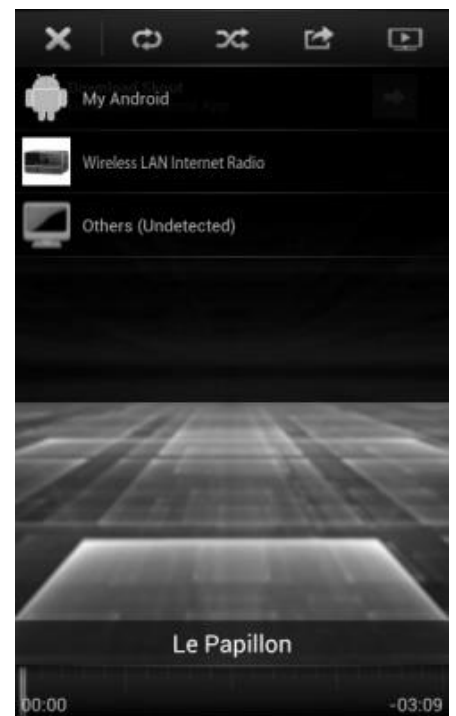 My Android
Wireless LAN Internet Radio
Others (Undetected)
Le Papillon
00:00
-03:09